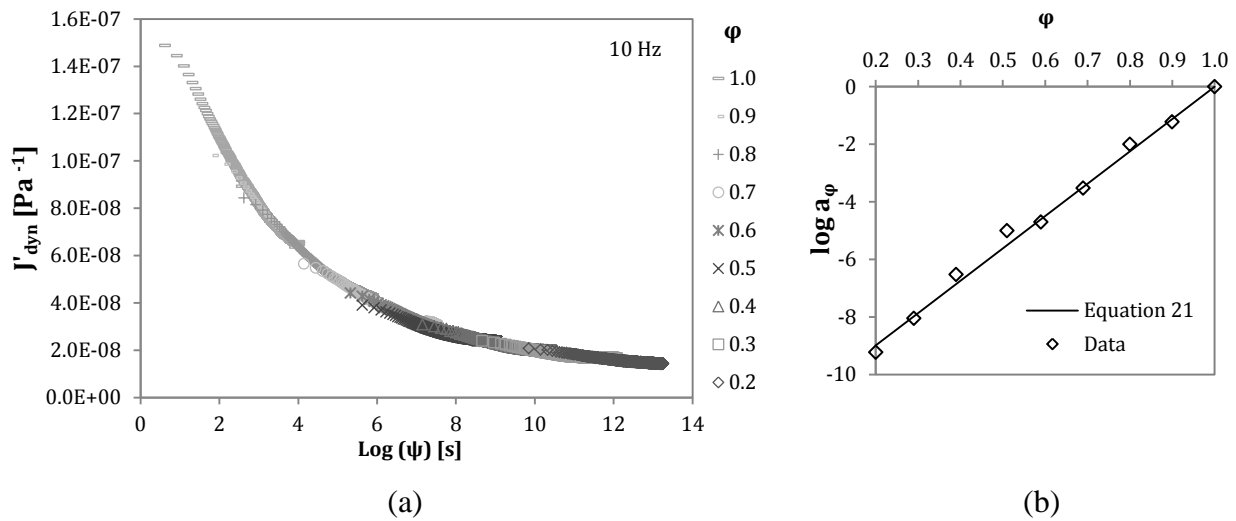 1.6E-07
1.4E-07
1.2E-07
1.0E-07
8.0E-08
6.0E-08
4.0E-08
2.0E-08
0.0E+00
J'dyn [Pa -1]
0 2 4 6 8 10 12 14
Log (ψ) [s]
10 Hz
φ
1.0
0.9
0.8
0.7
0.6
0.5
0.4
0.3
0.2
(a)
φ
0.2 0.3 0.4 0.5 0.6 0.7 0.8 0.9 1.0
0
-2
-4
-6
-8
-10
log aφ
Equation 21
Data
(b)